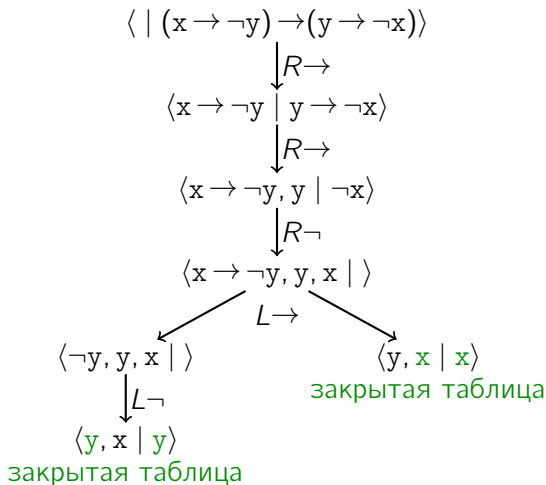 ⟨ | (x → ¬y) → (y → ¬x)⟩
R→
⟨x → ¬y | y → ¬x⟩
R→
⟨x → ¬y, y | ¬x⟩
R¬
⟨x → ¬y, y, x | ⟩
L→
⟨¬y, y, x | ⟩
⟨y, x | x⟩
закрытая таблица
L¬
⟨y, x | y⟩
закрытая таблица